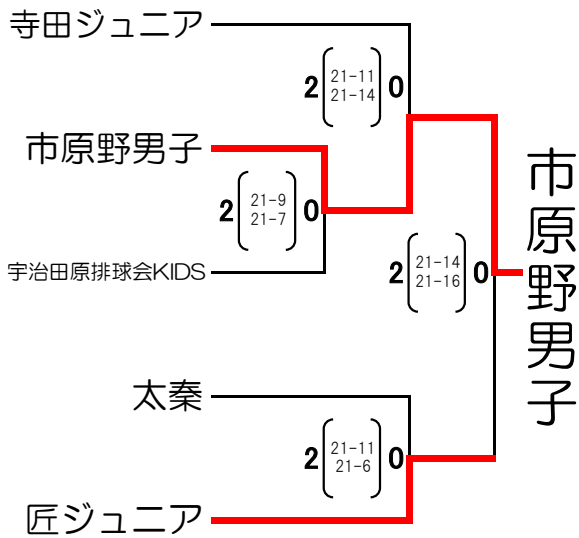 寺田ジュニア
2 21-11 0
21-14
市原野男子
2 21-9 0
21-7
宇治田原排球会KIDS
2 21-14 0
21-16
市原野男子
太秦
2 21-11 0
21-6
匠ジュニア